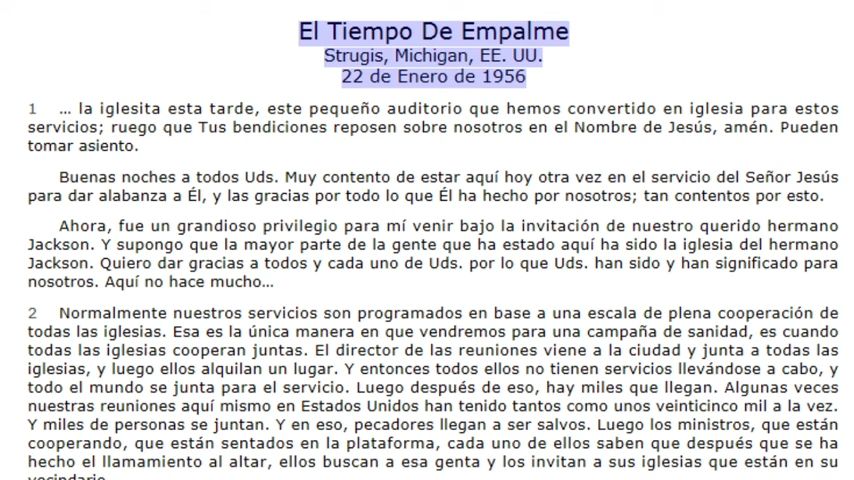 El Tiempo De Empalme
Strugis, Michigan, EE. UU.
22 de Enero de 1956
1 ... la iglesita esta tarde, este pequeño auditorio que hemos convertido en iglesia para estos
servicios; ruego que Tus bendiciones reposen sobre nosotros en el Nombre de Jesús, amén. Pueden
tomar asiento.
Buenas noches a todos Uds. Muy contento de estar aquí hoy otra vez en el servicio del Señor Jesús
para dar alabanza a Él, y las gracias por todo lo que Él ha hecho por nosotros; tan contentos por esto.
Ahora, fue un grandioso privilegio para mí venir bajo la invitación de nuestro querido hermano
Jackson. Y supongo que la mayor parte de la gente que ha estado aquí ha sido la iglesia del hermano
Jackson. Quiero dar gracias a todos y cada uno de Uds. por lo que Uds. han sido y han significado para
nosotros. Aquí no hace mucho...
2 Normalmente nuestros servicios son programados en base a una escala de plena cooperación de
todas las iglesias. Esa es la única manera en que vendremos para una campaña de sanidad, es cuando
todas las iglesias cooperan juntas. El director de las reuniones viene a la ciudad y junta a todas las
iglesias, y luego ellos alquilan un lugar. Y entonces todos ellos no tienen servicios llevándose a cabo, y
todo el mundo se junta para el servicio. Luego después de eso, hay miles que llegan. Algunas veces
nuestras reuniones aquí mismo en Estados Unidos han tenido tantos como unos veinticinco mil a la vez.
Y miles de personas se juntan. Y en eso, pecadores llegan a ser salvos. Luego los ministros, que están
cooperando, que están sentados en la plataforma, cada uno de ellos saben que después que se ha
hecho el llamamiento al altar, ellos buscan a esa genta y los invitan a sus iglesias que están en su
vecindario.